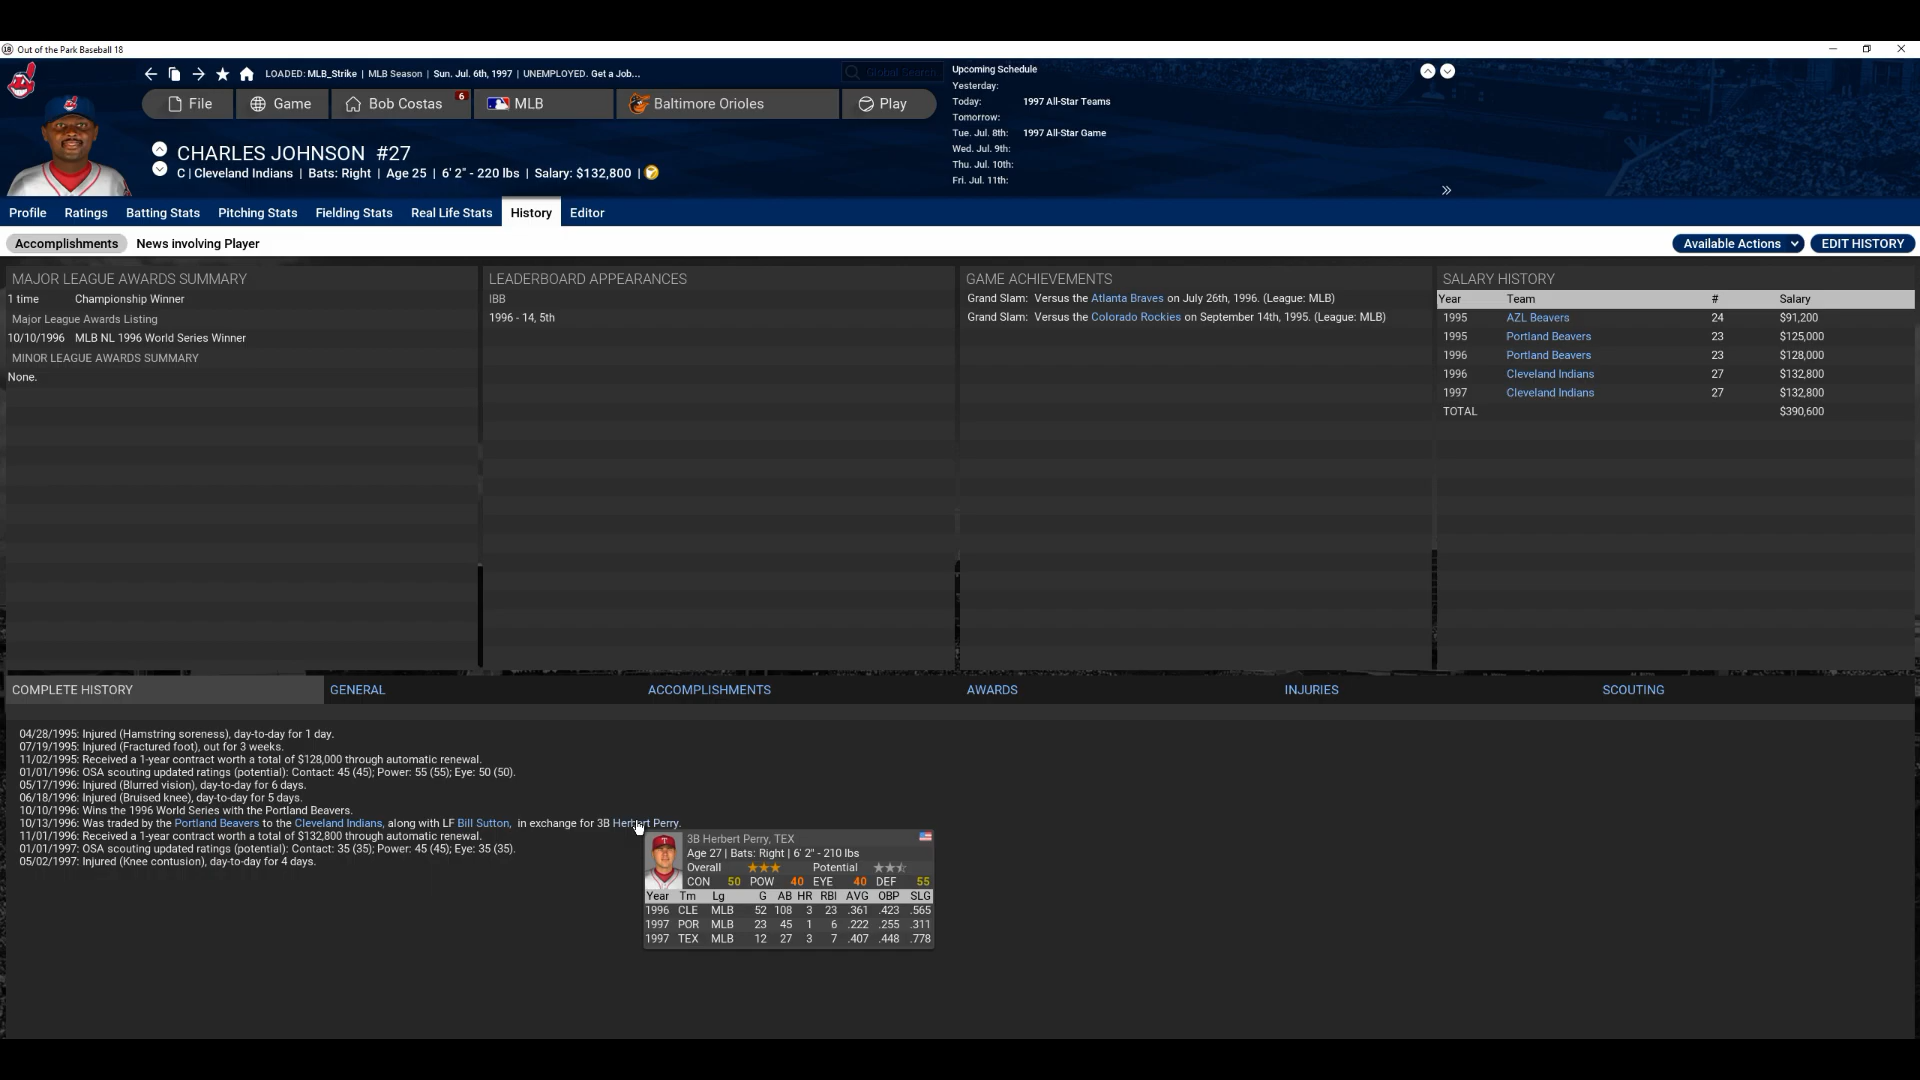 Out of the Park Baseball 18
LOADED: MLB_Strike | MLB Season | Sun. Jul. 6th, 1997 | UNEMPLOYED. Get a Job...
Global Search
File
Game
Bob Costas
6
MLB
Baltimore Orioles
Play
Upcoming Schedule
Yesterday:
Today: 1997 All-Star Teams
Tomorrow:
Tue. Jul. 8th: 1997 All-Star Game
Wed. Jul. 9th:
Thu. Jul. 10th:
Fri. Jul. 11th:
CHARLES JOHNSON #27
C | Cleveland Indians | Bats: Right | Age 25 | 6' 2" - 220 lbs | Salary: $132,800 |
Profile Ratings Batting Stats Pitching Stats Fielding Stats Real Life Stats History Editor
Accomplishments News involving Player
Available Actions EDIT HISTORY
MAJOR LEAGUE AWARDS SUMMARY
1 time Championship Winner
Major League Awards Listing
10/10/1996 MLB NL 1996 World Series Winner
MINOR LEAGUE AWARDS SUMMARY
None.
LEADERBOARD APPEARANCES
IBB
1996 - 14, 5th
GAME ACHIEVEMENTS
Grand Slam: Versus the Atlanta Braves on July 26th, 1996. (League: MLB)
Grand Slam: Versus the Colorado Rockies on September 14th, 1995. (League: MLB)
SALARY HISTORY
Year Team # Salary
1995 AZL Beavers 24 $91,200
1995 Portland Beavers 23 $125,000
1996 Portland Beavers 23 $128,000
1996 Cleveland Indians 27 $132,800
1997 Cleveland Indians 27 $132,800
TOTAL $390,600
COMPLETE HISTORY GENERAL ACCOMPLISHMENTS AWARDS INJURIES SCOUTING
04/28/1995: Injured (Hamstring soreness), day-to-day for 1 day.
07/19/1995: Injured (Fractured foot), out for 3 weeks.
11/02/1995: Received a 1-year contract worth a total of $128,000 through automatic renewal.
01/01/1996: OSA scouting updated ratings (potential): Contact: 45 (45); Power: 55 (55); Eye: 50 (50).
05/17/1996: Injured (Blurred vision), day-to-day for 6 days.
06/18/1996: Injured (Bruised knee), day-to-day for 5 days.
10/10/1996: Wins the 1996 World Series with the Portland Beavers.
10/13/1996: Was traded by the Portland Beavers to the Cleveland Indians, along with LF Bill Sutton, in exchange for 3B Herbert Perry.
11/01/1996: Received a 1-year contract worth a total of $132,800 through automatic renewal.
01/01/1997: OSA scouting updated ratings (potential): Contact: 35 (35); Power: 45 (45); Eye: 35 (35).
05/02/1997: Injured (Knee contusion), day-to-day for 4 days.
3B Herbert Perry, TEX
Age 27 | Bats: Right | 6' 2" - 210 lbs
Overall Potential
CON 50 POW 40 EYE 40 DEF 55
Year Tm Lg G AB HR RBI AVG OBP SLG
1996 CLE MLB 52 108 3 23 .361 .423 .565
1997 POR MLB 23 45 1 6 .222 .255 .311
1997 TEX MLB 12 27 3 7 .407 .448 .778